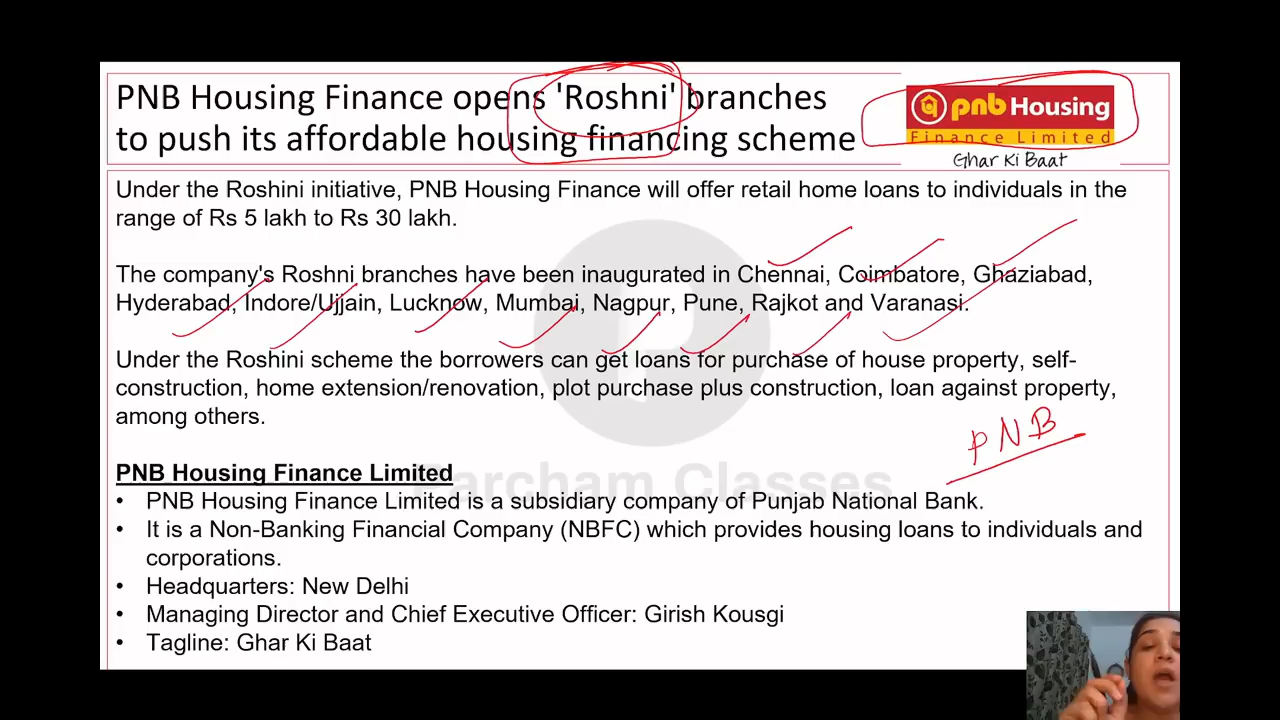 PNB Housing Finance opens 'Roshni' branches
to push its affordable housing financing scheme
pnb Housing
Finance Limited
Ghar Ki Baat
Under the Roshini initiative, PNB Housing Finance will offer retail home loans to individuals in the
range of Rs 5 lakh to Rs 30 lakh.
The company's Roshni branches have been inaugurated in Chennai, Coimbatore, Ghaziabad,
Hyderabad, Indore/Ujjain, Lucknow, Mumbai, Nagpur, Pune, Rajkot and Varanasi.
Under the Roshini scheme the borrowers can get loans for purchase of house property, self-
construction, home extension/renovation, plot purchase plus construction, loan against property,
among others.
PNB
PNB Housing Finance Limited
Parcham Classes
• PNB Housing Finance Limited is a subsidiary company of Punjab National Bank.
• It is a Non-Banking Financial Company (NBFC) which provides housing loans to individuals and
corporations.
• Headquarters: New Delhi
• Managing Director and Chief Executive Officer: Girish Kousgi
• Tagline: Ghar Ki Baat